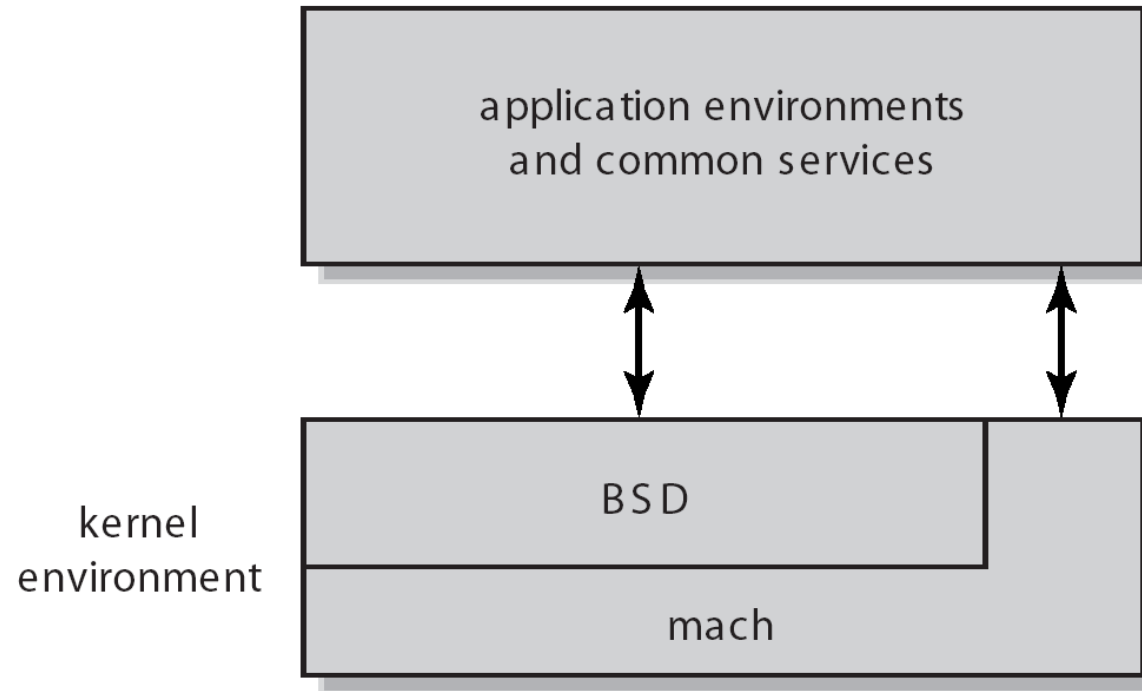 application environments
and common services
BSD
kernel
environment
mach